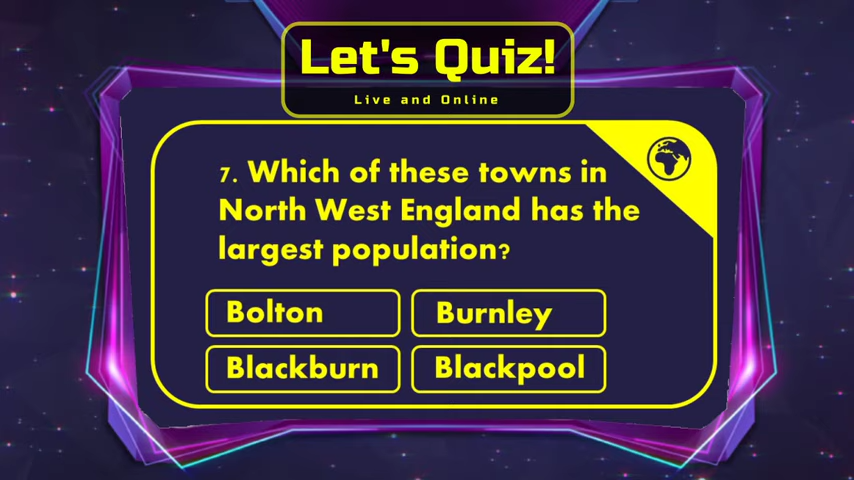 Let's Quiz!
Live and Online
7. Which of these towns in
North West England has the
largest population?
Bolton
Burnley
Blackburn
Blackpool